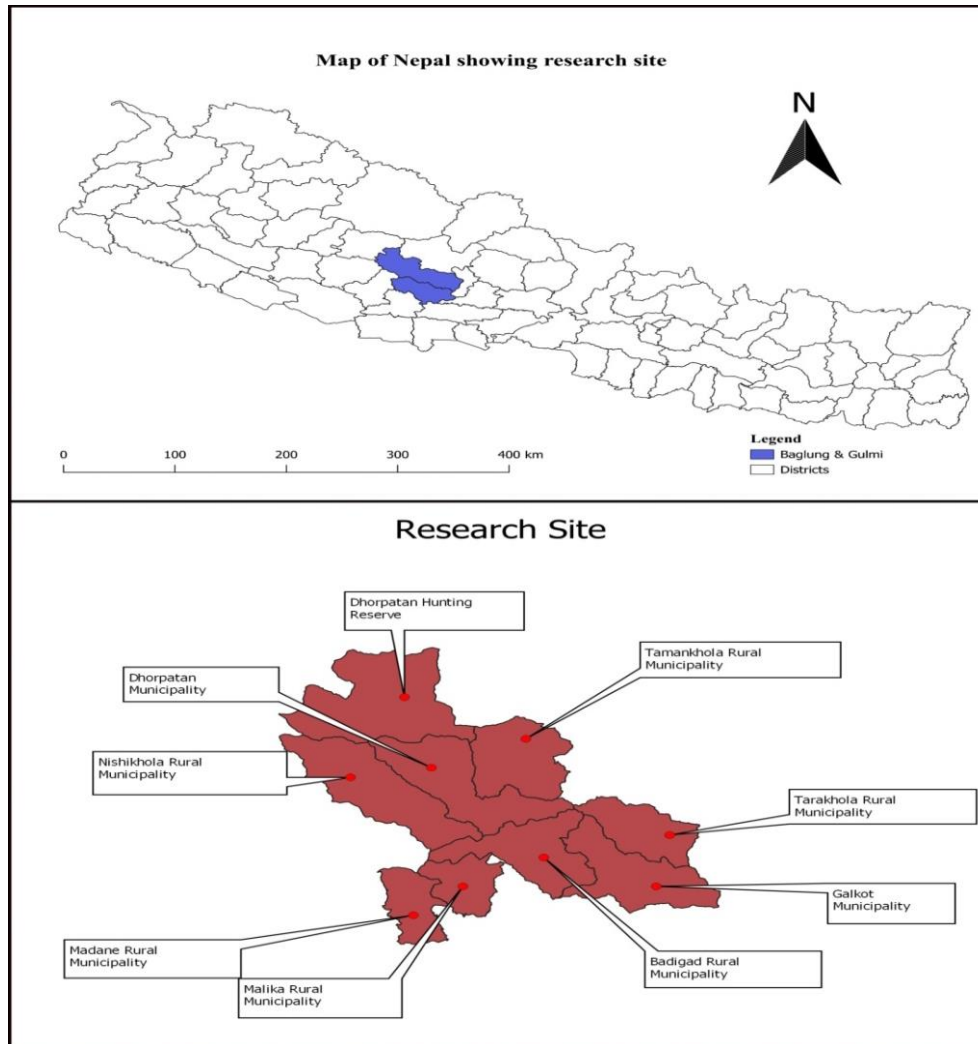 Map of Nepal showing research site
N
0 100 200 300 400 km
Legend
Baglung & Gulmi
Districts
Research Site
Dhorpatan Hunting
Reserve
Tamankhola Rural
Municipality
Dhorpatan
Municipality
Nishikhola Rural
Municipality
Tarakhola Rural
Municipality
Galkot
Municipality
Madane Rural
Municipality
Badigad Rural
Municipality
Malika Rural
Municipality